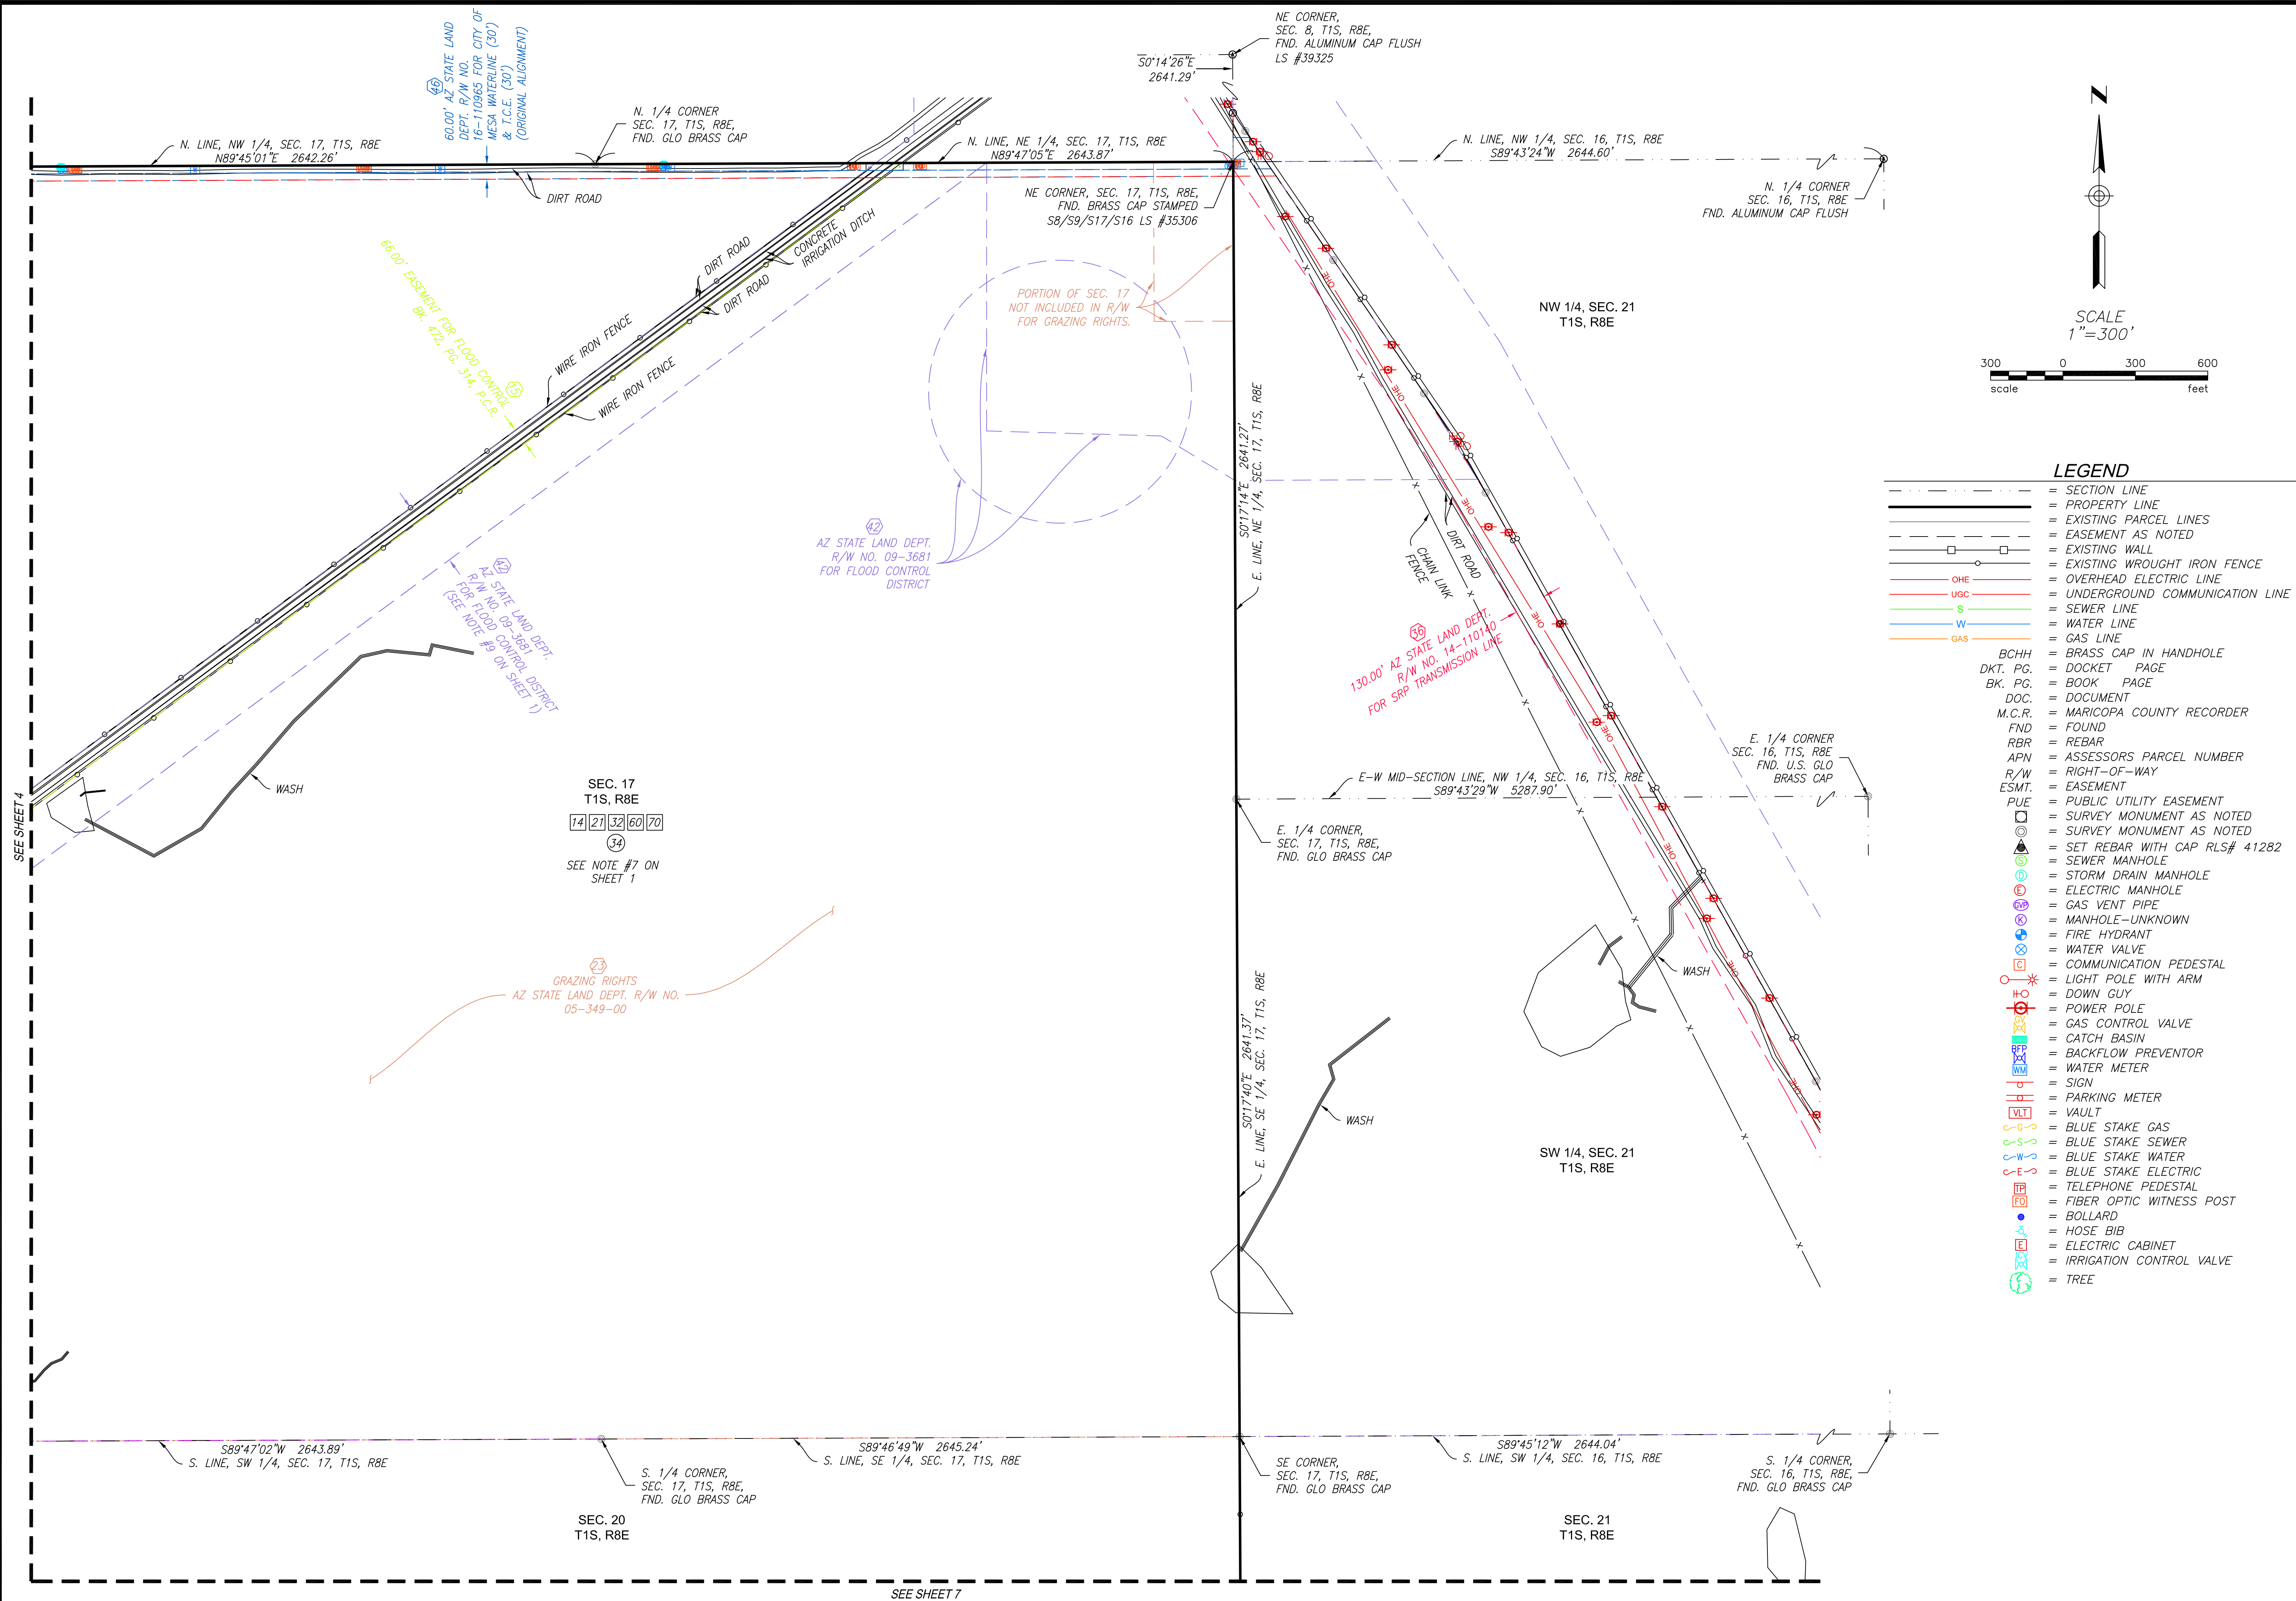 46
60.00' AZ STATE LAND
DEPT. R/W NO.
16-110965 FOR CITY OF
MESA WATERLINE (30')
& T.C.E. (30')
(ORIGINAL ALIGNMENT)
N. LINE, NW 1/4, SEC. 17, T1S, R8E
N89°45'01"E 2642.26'
N. 1/4 CORNER
SEC. 17, T1S, R8E,
FND. GLO BRASS CAP
DIRT ROAD
N. LINE, NE 1/4, SEC. 17, T1S, R8E
N89°47'05"E 2643.87'
S0°14'26"E
2641.29'
NE CORNER,
SEC. 8, T1S, R8E,
FND. ALUMINUM CAP FLUSH
LS #39325
N. LINE, NW 1/4, SEC. 16, T1S, R8E
S89°43'24"W 2644.60'
N. 1/4 CORNER
SEC. 16, T1S, R8E
FND. ALUMINUM CAP FLUSH
NE CORNER, SEC. 17, T1S, R8E,
FND. BRASS CAP STAMPED
S8/S9/S17/S16 LS #35306
N
SCALE
1"=300'
300 0 300 600
scale feet
66.00' EASEMENT FOR FLOOD CONTROL
BK. 472, PG. 314, P.C.R.
DIRT ROAD
CONCRETE
IRRIGATION DITCH
DIRT ROAD
WIRE IRON FENCE
WIRE IRON FENCE
PORTION OF SEC. 17
NOT INCLUDED IN R/W
FOR GRAZING RIGHTS.
NW 1/4, SEC. 21
T1S, R8E
S0°17'14"E 2641.27'
E. LINE, NE 1/4, SEC. 17, T1S, R8E
42
AZ STATE LAND DEPT.
R/W NO. 09-3681
FOR FLOOD CONTROL
DISTRICT
42
AZ STATE LAND DEPT.
R/W NO. 09-3681
FOR FLOOD CONTROL DISTRICT
(SEE NOTE #9 ON SHEET 1)
OHE
OHE
OHE
OHE
OHE
OHE
OHE
OHE
OHE
CHAIN LINK
FENCE
DIRT ROAD
36
130.00' AZ STATE LAND DEPT.
R/W NO. 14-110140
FOR SRP TRANSMISSION LINE
E. 1/4 CORNER
SEC. 16, T1S, R8E
FND. U.S. GLO
BRASS CAP
E-W MID-SECTION LINE, NW 1/4, SEC. 16, T1S, R8E
S89°43'29"W 5287.90'
E. 1/4 CORNER,
SEC. 17, T1S, R8E,
FND. GLO BRASS CAP
WASH
SEE SHEET 4
SEC. 17
T1S, R8E
14 21 32 60 70
34
SEE NOTE #7 ON
SHEET 1
23
GRAZING RIGHTS
AZ STATE LAND DEPT. R/W NO.
05-349-00
WASH
S0°17'40"E 2641.37'
E. LINE, SE 1/4, SEC. 17, T1S, R8E
WASH
SW 1/4, SEC. 21
T1S, R8E
S89°47'02"W 2643.89'
S. LINE, SW 1/4, SEC. 17, T1S, R8E
S. 1/4 CORNER,
SEC. 17, T1S, R8E,
FND. GLO BRASS CAP
S89°46'49"W 2645.24'
S. LINE, SE 1/4, SEC. 17, T1S, R8E
SE CORNER,
SEC. 17, T1S, R8E,
FND. GLO BRASS CAP
S89°45'12"W 2644.04'
S. LINE, SW 1/4, SEC. 16, T1S, R8E
S. 1/4 CORNER,
SEC. 16, T1S, R8E,
FND. GLO BRASS CAP
SEC. 20
T1S, R8E
SEC. 21
T1S, R8E
SEE SHEET 7
LEGEND
= SECTION LINE
= PROPERTY LINE
= EXISTING PARCEL LINES
= EASEMENT AS NOTED
= EXISTING WALL
= EXISTING WROUGHT IRON FENCE
OHE = OVERHEAD ELECTRIC LINE
UGC = UNDERGROUND COMMUNICATION LINE
S = SEWER LINE
W = WATER LINE
GAS = GAS LINE
BCHH = BRASS CAP IN HANDHOLE
DKT. PG. = DOCKET PAGE
BK. PG. = BOOK PAGE
DOC. = DOCUMENT
M.C.R. = MARICOPA COUNTY RECORDER
FND = FOUND
RBR = REBAR
APN = ASSESSORS PARCEL NUMBER
R/W = RIGHT-OF-WAY
ESMT. = EASEMENT
PUE = PUBLIC UTILITY EASEMENT
= SURVEY MONUMENT AS NOTED
= SURVEY MONUMENT AS NOTED
= SET REBAR WITH CAP RLS# 41282
S = SEWER MANHOLE
D = STORM DRAIN MANHOLE
E = ELECTRIC MANHOLE
GVP = GAS VENT PIPE
K = MANHOLE-UNKNOWN
= FIRE HYDRANT
= WATER VALVE
C = COMMUNICATION PEDESTAL
= LIGHT POLE WITH ARM
= DOWN GUY
= POWER POLE
= GAS CONTROL VALVE
= CATCH BASIN
BFP = BACKFLOW PREVENTOR
WM = WATER METER
= SIGN
= PARKING METER
VLT = VAULT
G = BLUE STAKE GAS
S = BLUE STAKE SEWER
W = BLUE STAKE WATER
E = BLUE STAKE ELECTRIC
TP = TELEPHONE PEDESTAL
FO = FIBER OPTIC WITNESS POST
= BOLLARD
= HOSE BIB
E = ELECTRIC CABINET
= IRRIGATION CONTROL VALVE
= TREE